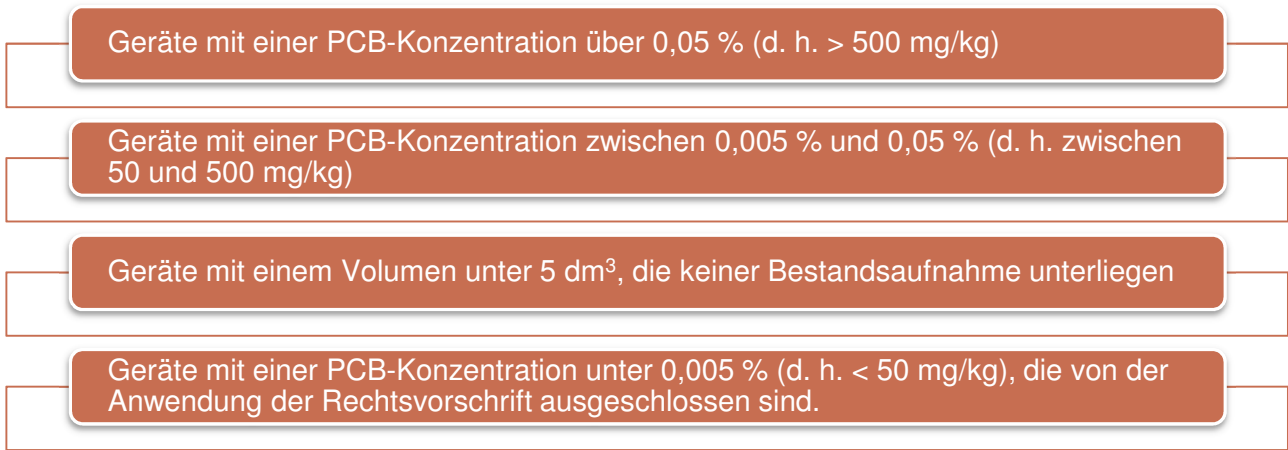 Geräte mit einer PCB-Konzentration über 0,05 % (d. h. > 500 mg/kg)
Geräte mit einer PCB-Konzentration zwischen 0,005 % und 0,05 % (d. h. zwischen
50 und 500 mg/kg)
Geräte mit einem Volumen unter 5 dm³, die keiner Bestandsaufnahme unterliegen
Geräte mit einer PCB-Konzentration unter 0,005 % (d. h. < 50 mg/kg), die von der
Anwendung der Rechtsvorschrift ausgeschlossen sind.